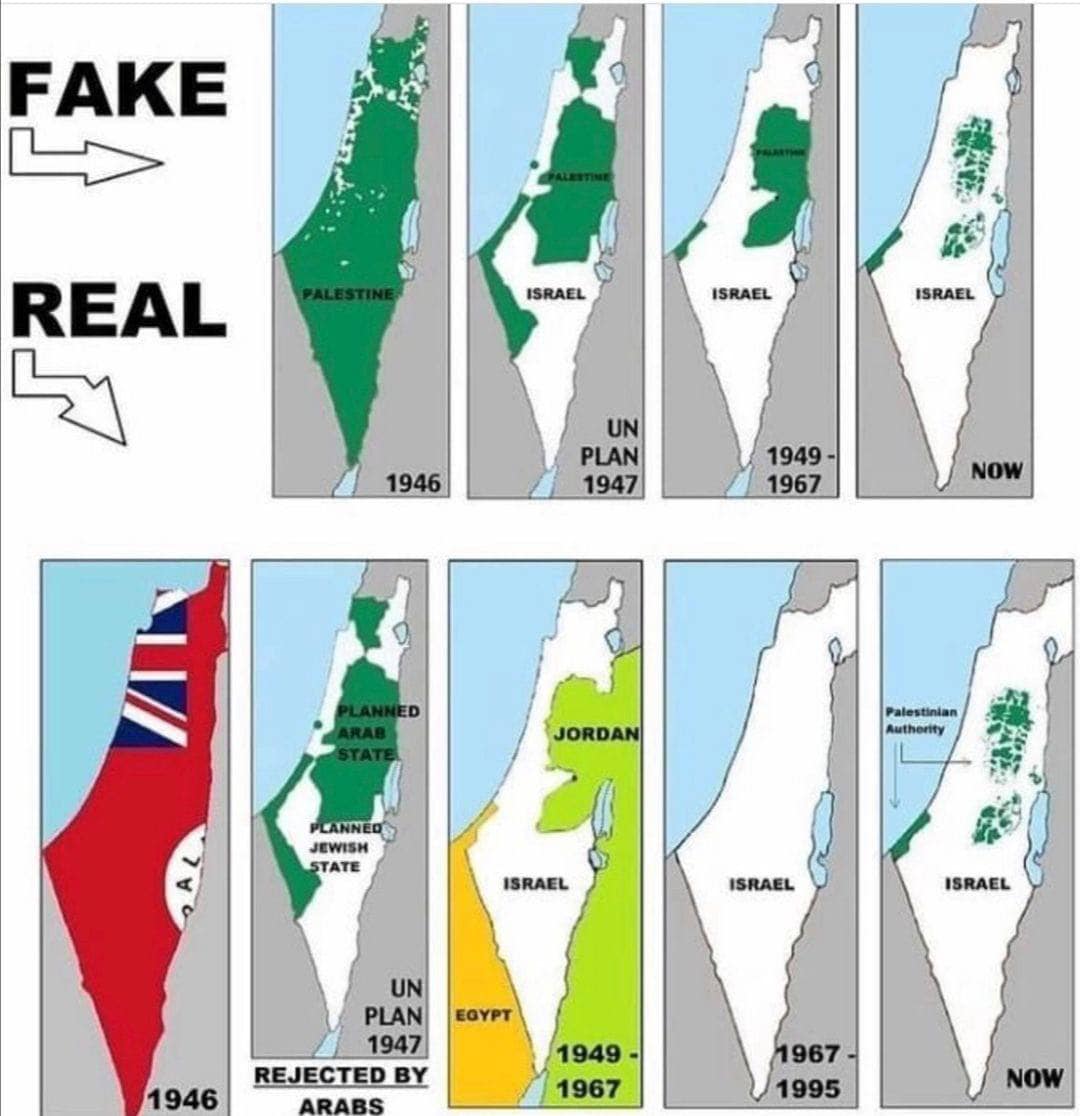 FAKE
REAL
PALESTINE
1946
PALESTINE
ISRAEL
UN
PLAN
1947
PALESTINE
ISRAEL
1949 -
1967
ISRAEL
NOW
PAL
1946
PLANNED
ARAB
STATE
PLANNED
JEWISH
STATE
UN
PLAN
1947
REJECTED BY
ARABS
JORDAN
ISRAEL
EGYPT
1949 -
1967
ISRAEL
1967 -
1995
Palestinian
Authority
ISRAEL
NOW